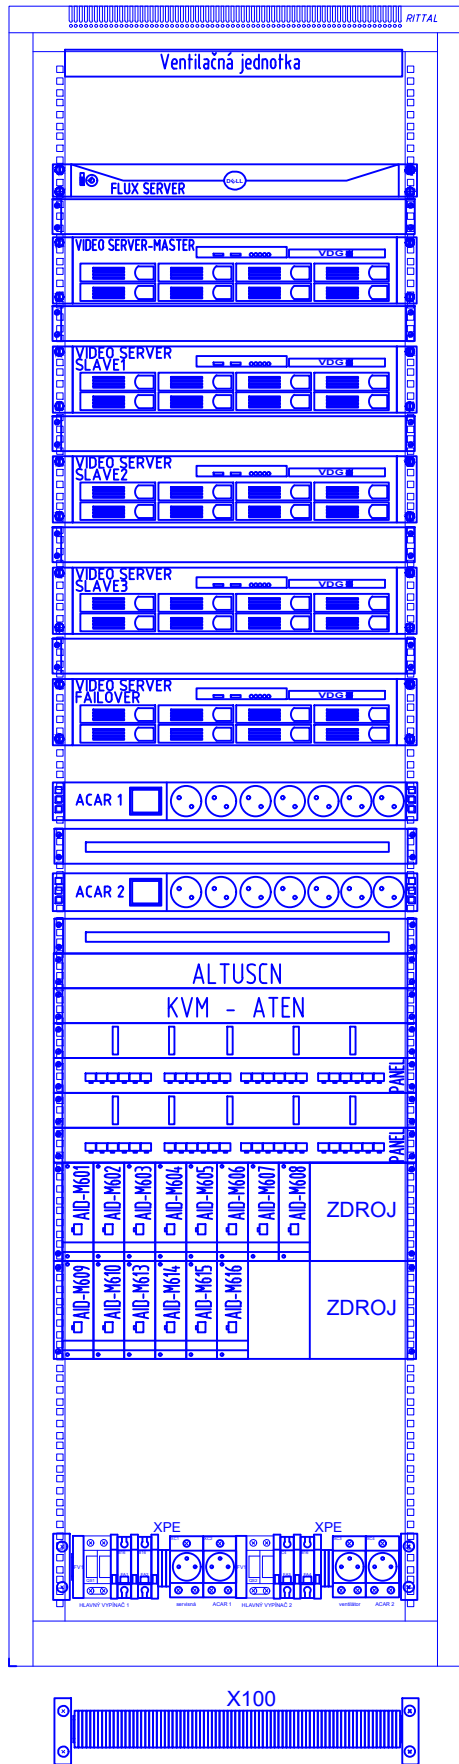 RITTAL
Ventilačná jednotka
DELL
FLUX SERVER
VIDEO SERVER-MASTER
VDG
VIDEO SERVER
SLAVE1
VDG
VIDEO SERVER
SLAVE2
VDG
VIDEO SERVER
SLAVE3
VDG
VIDEO SERVER
FAILOVER
VDG
ACAR 1
ACAR 2
ALTUSCN
KVM - ATEN
PANEL
PANEL
AID-M601 AID-M602 AID-M603 AID-M604 AID-M605 AID-M606 AID-M607 AID-M608 ZDROJ
AID-M609 AID-M610 AID-M613 AID-M614 AID-M615 AID-M616 ZDROJ
XPE XPE
HLAVNÝ VYPÍNAČ 1 servisná ACAR 1 HLAVNÝ VYPÍNAČ 2 ventilátor ACAR 2
X100